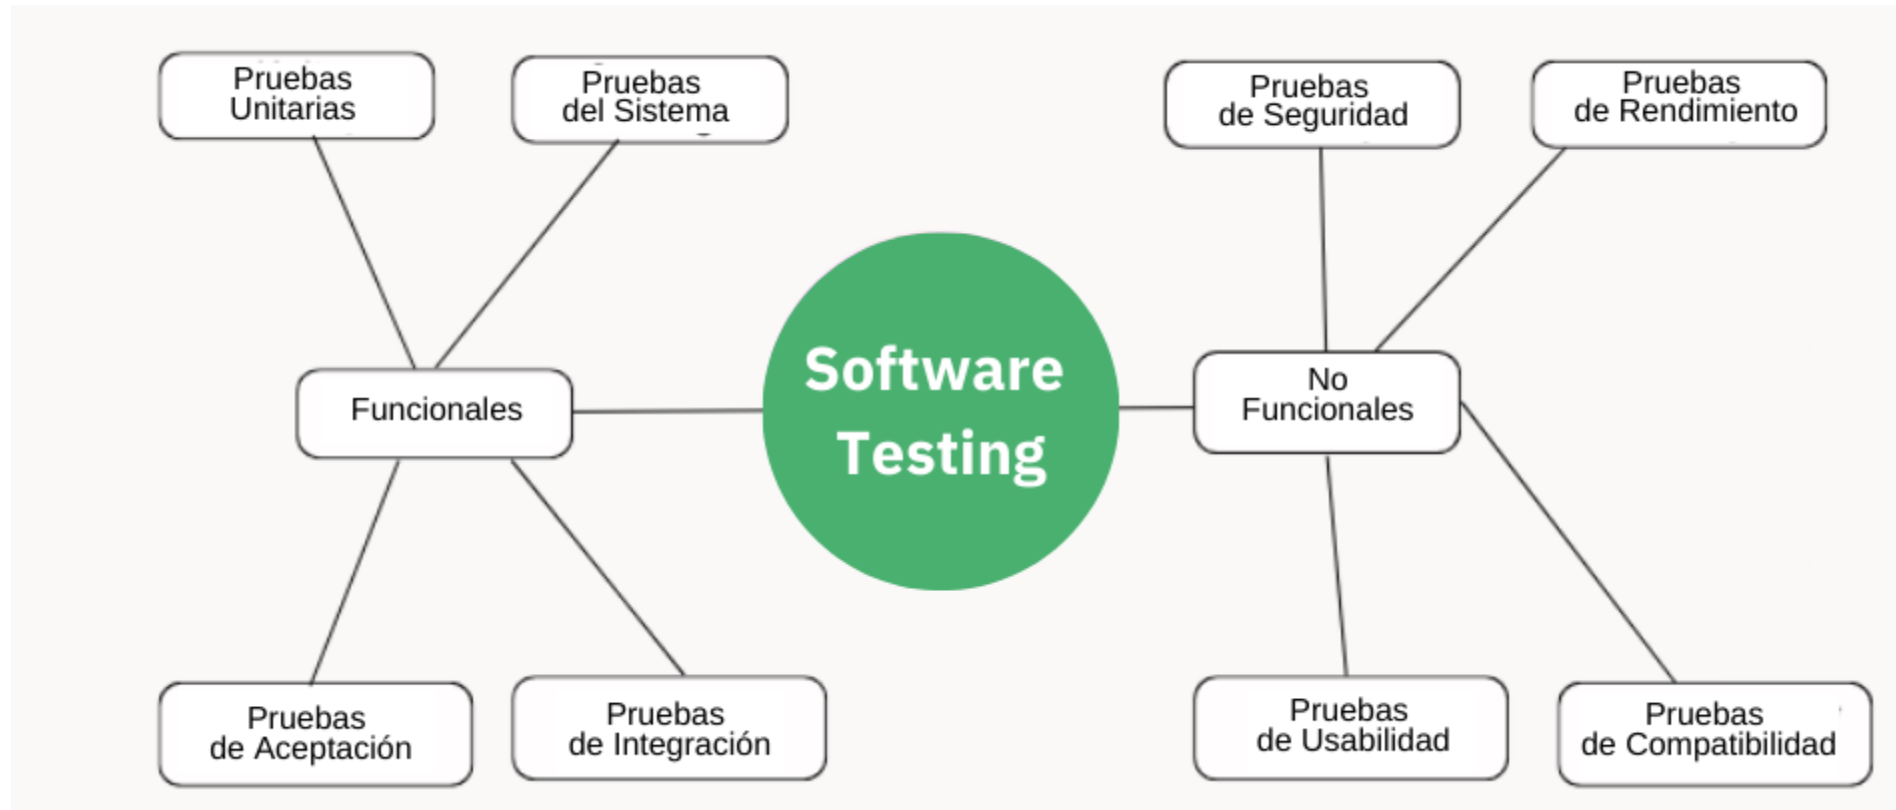 Pruebas
Unitarias
Pruebas
del Sistema
Pruebas
de Seguridad
Pruebas
de Rendimiento
Funcionales
Software
Testing
No
Funcionales
Pruebas
de Aceptación
Pruebas
de Integración
Pruebas
de Usabilidad
Pruebas
de Compatibilidad